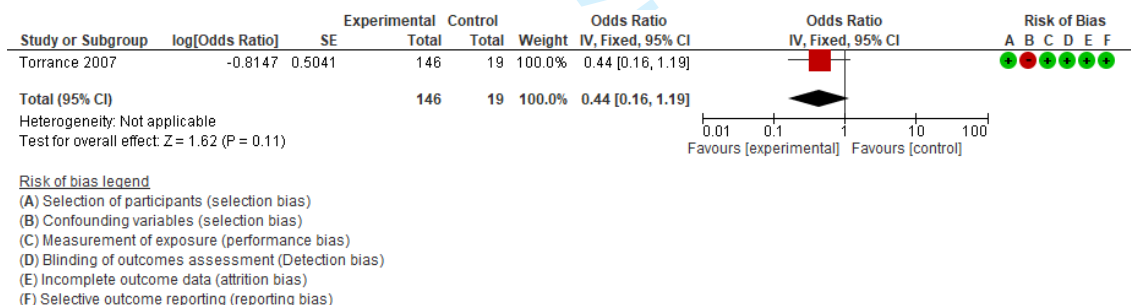 Experimental Control Odds Ratio Odds Ratio Risk of Bias
Study or Subgroup log[Odds Ratio] SE Total Total Weight IV, Fixed, 95% CI IV, Fixed, 95% CI A B C D E F
Torrance 2007 -0.8147 0.5041 146 19 100.0% 0.44 [0.16, 1.19] + - + + + +
Total (95% CI) 146 19 100.0% 0.44 [0.16, 1.19]
Heterogeneity: Not applicable
Test for overall effect: Z = 1.62 (P = 0.11)
0.01 0.1 1 10 100
Favours [experimental] Favours [control]
Risk of bias legend
(A) Selection of participants (selection bias)
(B) Confounding variables (selection bias)
(C) Measurement of exposure (performance bias)
(D) Blinding of outcomes assessment (Detection bias)
(E) Incomplete outcome data (attrition bias)
(F) Selective outcome reporting (reporting bias)